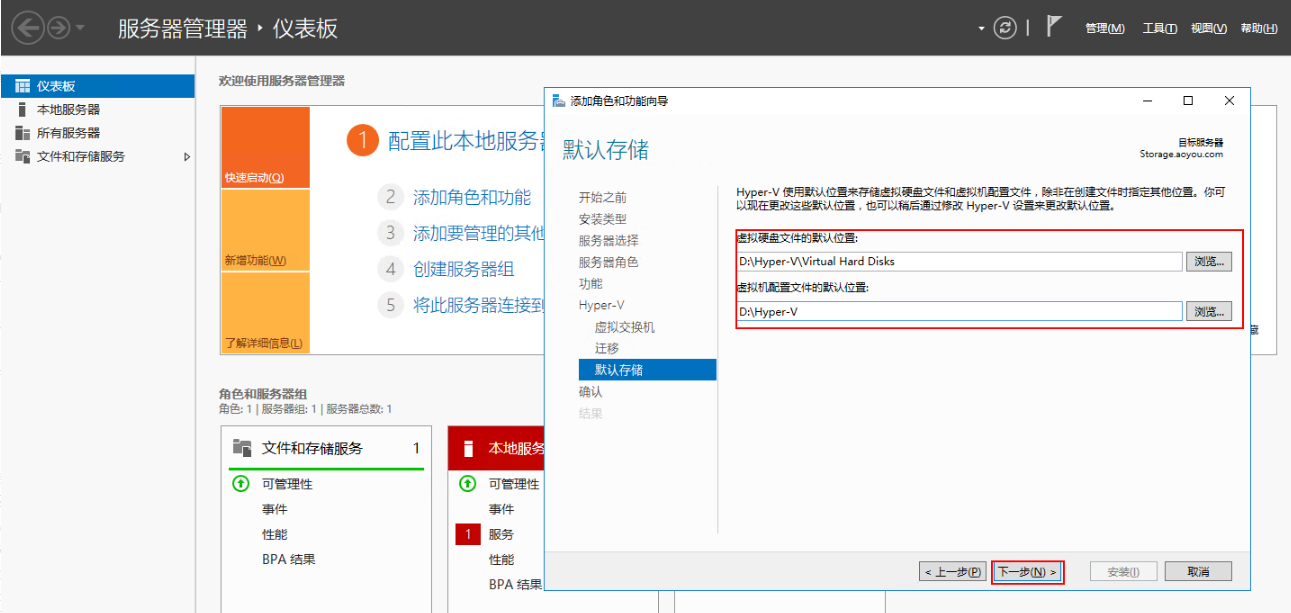 服务器管理器 · 仪表板
管理(M) 工具(T) 视图(V) 帮助(H)
仪表板
本地服务器
所有服务器
文件和存储服务
欢迎使用服务器管理器
快速启动(Q)
新增功能(W)
了解详细信息(L)
1 配置此本地服务器
2 添加角色和功能
3 添加要管理的其他
4 创建服务器组
5 将此服务器连接到
角色和服务器组
角色: 1 | 服务器组: 1 | 服务器总数: 1
文件和存储服务 1
可管理性
事件
性能
BPA 结果
本地服务
可管理性
事件
1 服务
性能
BPA 结果
添加角色和功能向导
默认存储
目标服务器
Storage.aoyou.com
开始之前
安装类型
服务器选择
服务器角色
功能
Hyper-V
虚拟交换机
迁移
默认存储
确认
结果
Hyper-V 使用默认位置来存储虚拟硬盘文件和虚拟机配置文件，除非在创建文件时指定其他位置。你可
以现在更改这些默认位置，也可以稍后通过修改 Hyper-V 设置来更改默认位置。
虚拟硬盘文件的默认位置:
D:\Hyper-V\Virtual Hard Disks 浏览...
虚拟机配置文件的默认位置:
D:\Hyper-V 浏览...
< 上一步(P) 下一步(N) > 安装(I) 取消